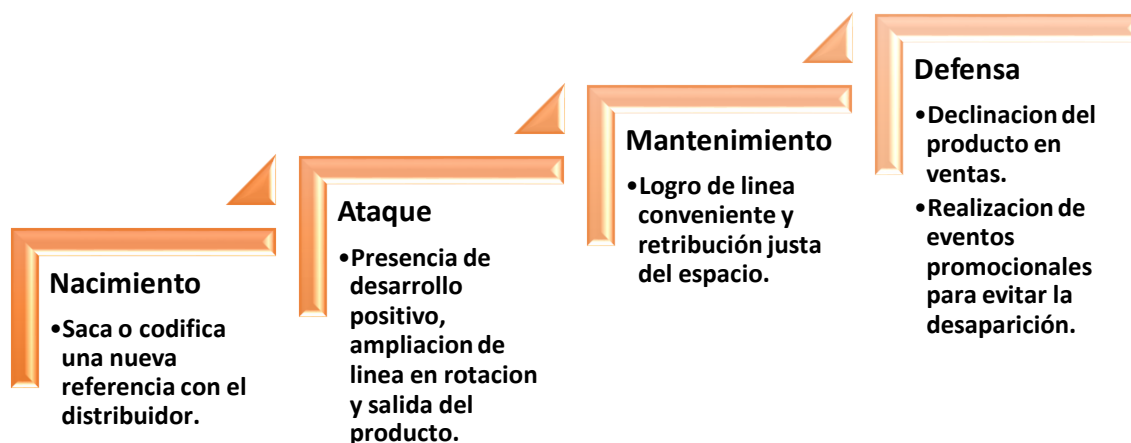 Nacimiento
•Saca o codifica
una nueva
referencia con el
distribuidor.
Ataque
•Presencia de
desarrollo
positivo,
ampliacion de
linea en rotacion
y salida del
producto.
Mantenimiento
•Logro de linea
conveniente y
retribución justa
del espacio.
Defensa
•Declinacion del
producto en
ventas.
•Realizacion de
eventos
promocionales
para evitar la
desaparición.